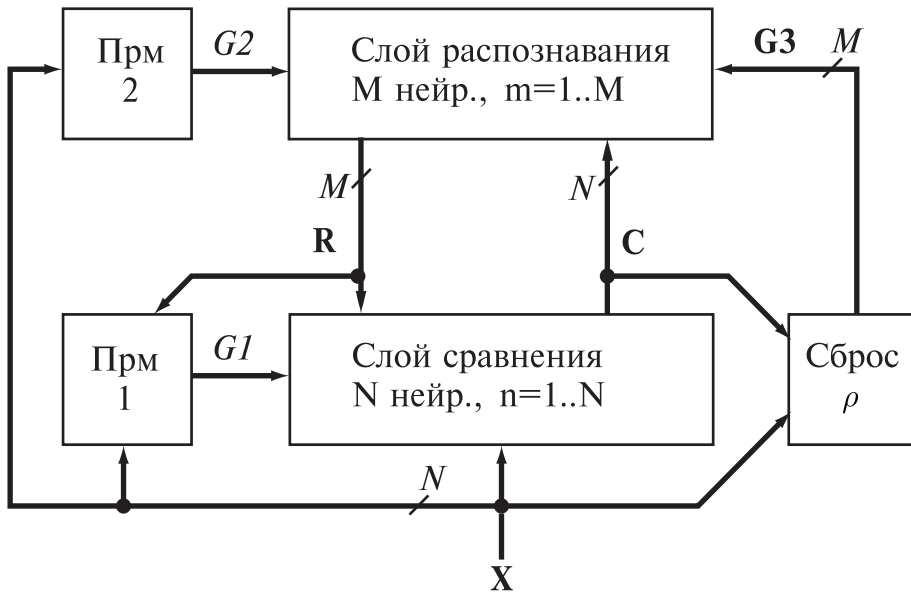 Прм
2
G2
Слой распознавания
M нейр., m=1..M
G3
M
M
N
R
C
Прм
1
G1
Слой сравнения
N нейр., n=1..N
Сброс
ρ
N
X